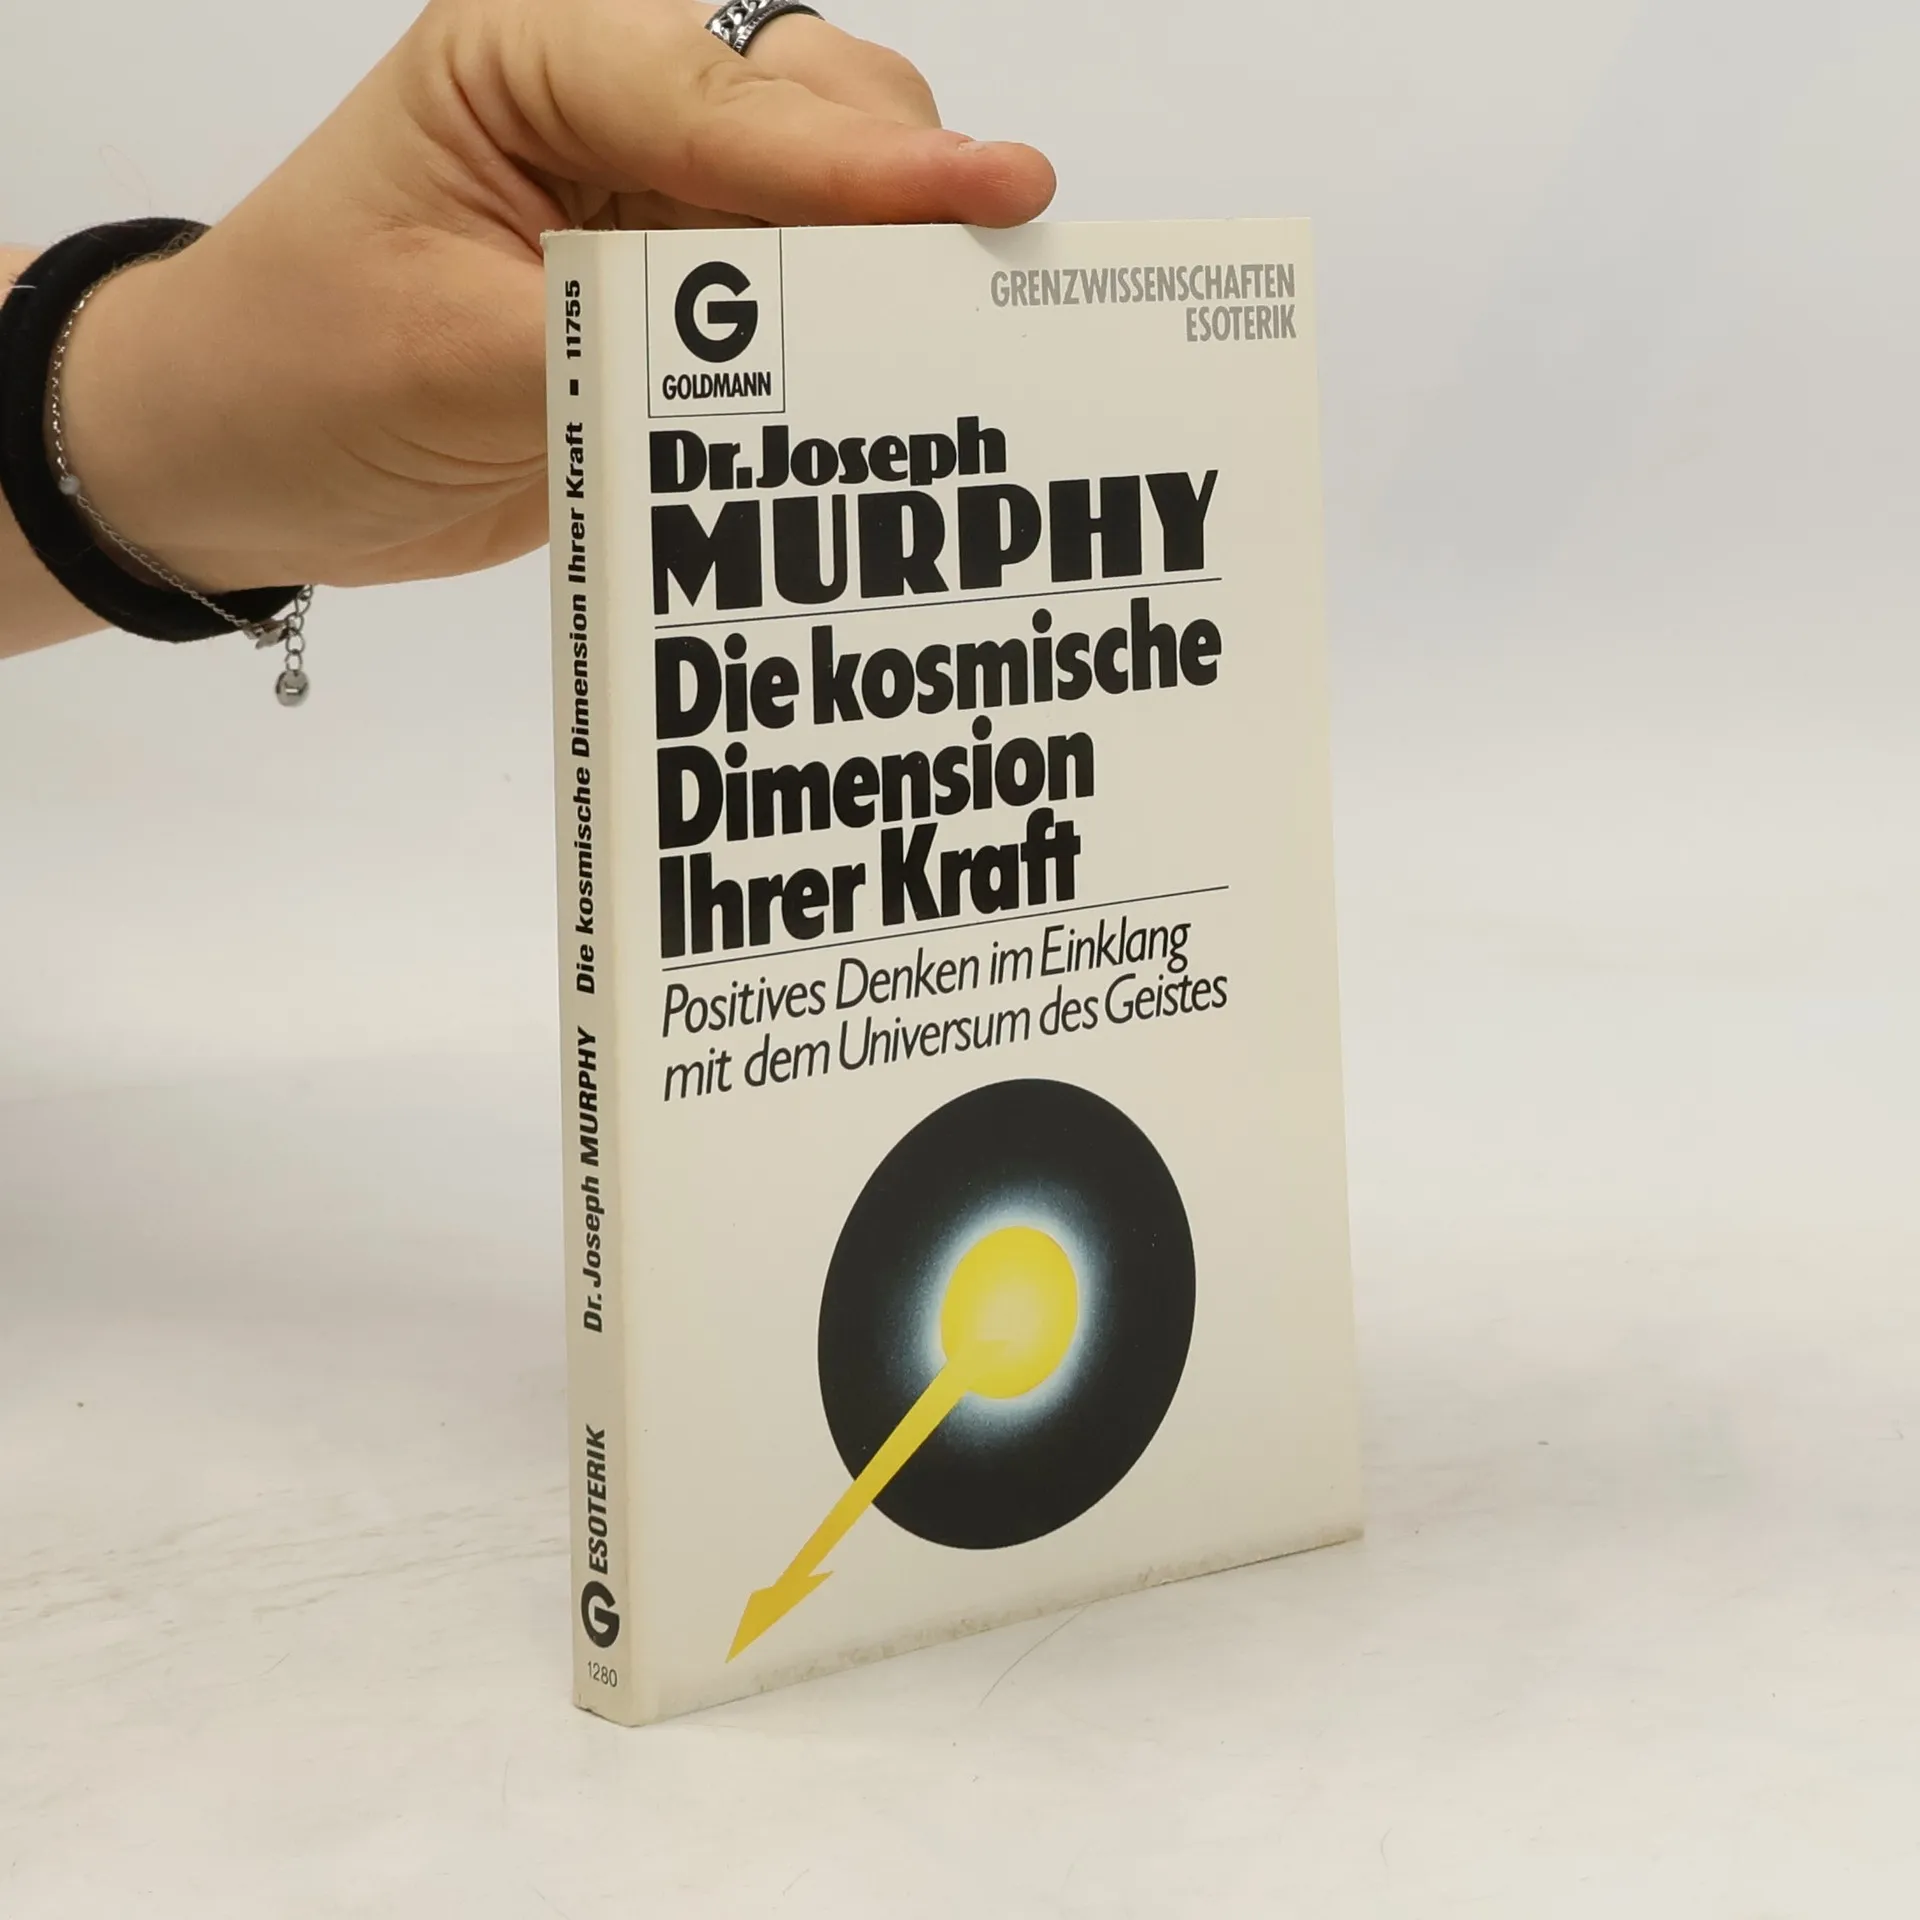 G
GOLDMANN
GRENZWISSENSCHAFTEN
ESOTERIK
Dr. Joseph
MURPHY
Die kosmische
Dimension
Ihrer Kraft
Positives Denken im Einklang
mit dem Universum des Geistes
Dr. Joseph MURPHY Die kosmische Dimension Ihrer Kraft ▪ 11755
G ESOTERIK
1280